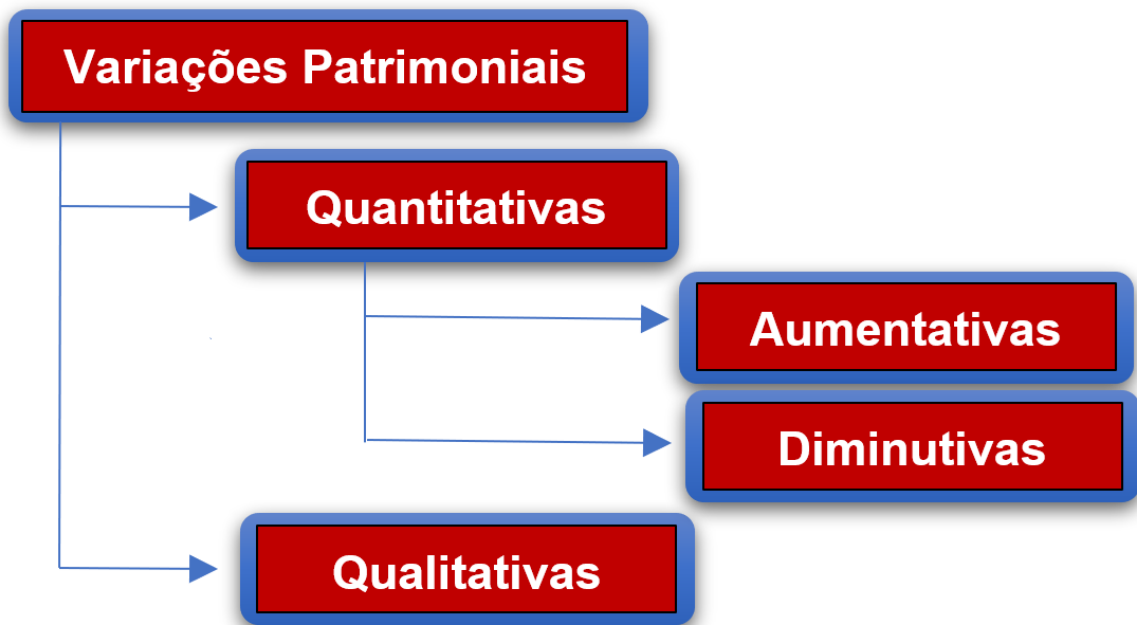 Variações Patrimoniais
Quantitativas
Aumentativas
Diminutivas
Qualitativas